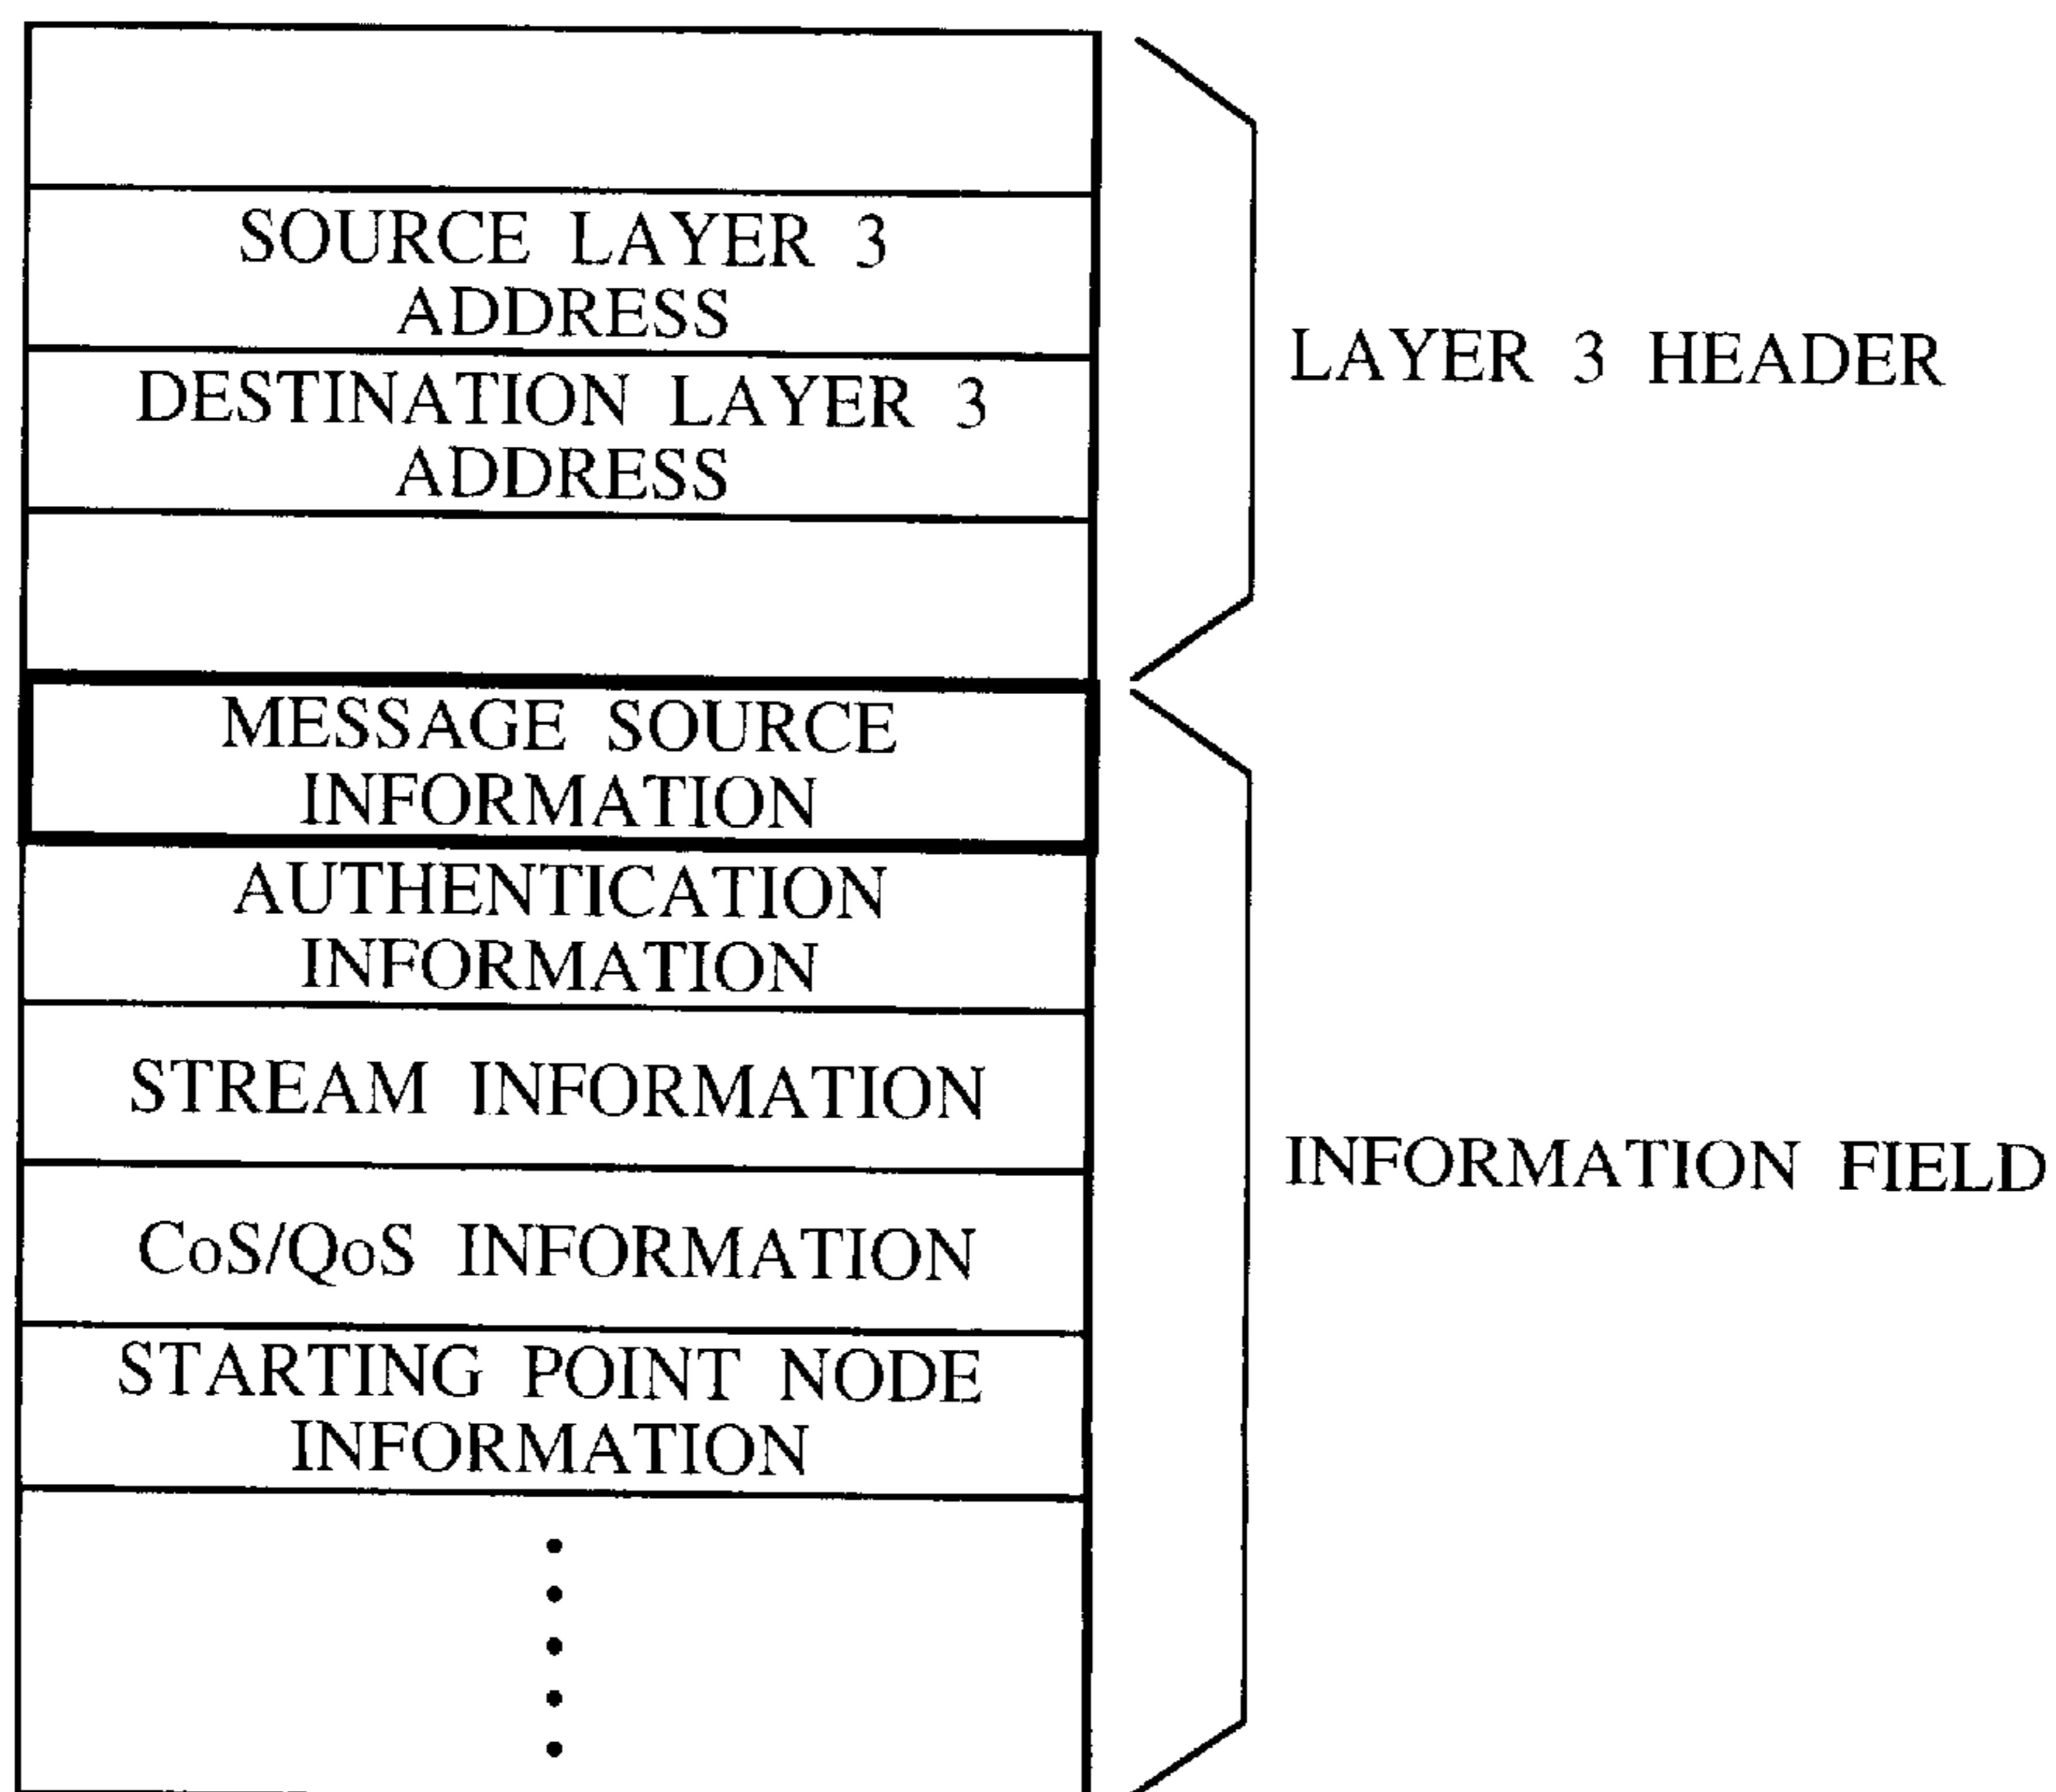 SOURCE LAYER 3
ADDRESS
DESTINATION LAYER 3
ADDRESS
LAYER 3 HEADER
MESSAGE SOURCE
INFORMATION
AUTHENTICATION
INFORMATION
STREAM INFORMATION
CoS/QoS INFORMATION
STARTING POINT NODE
INFORMATION
INFORMATION FIELD